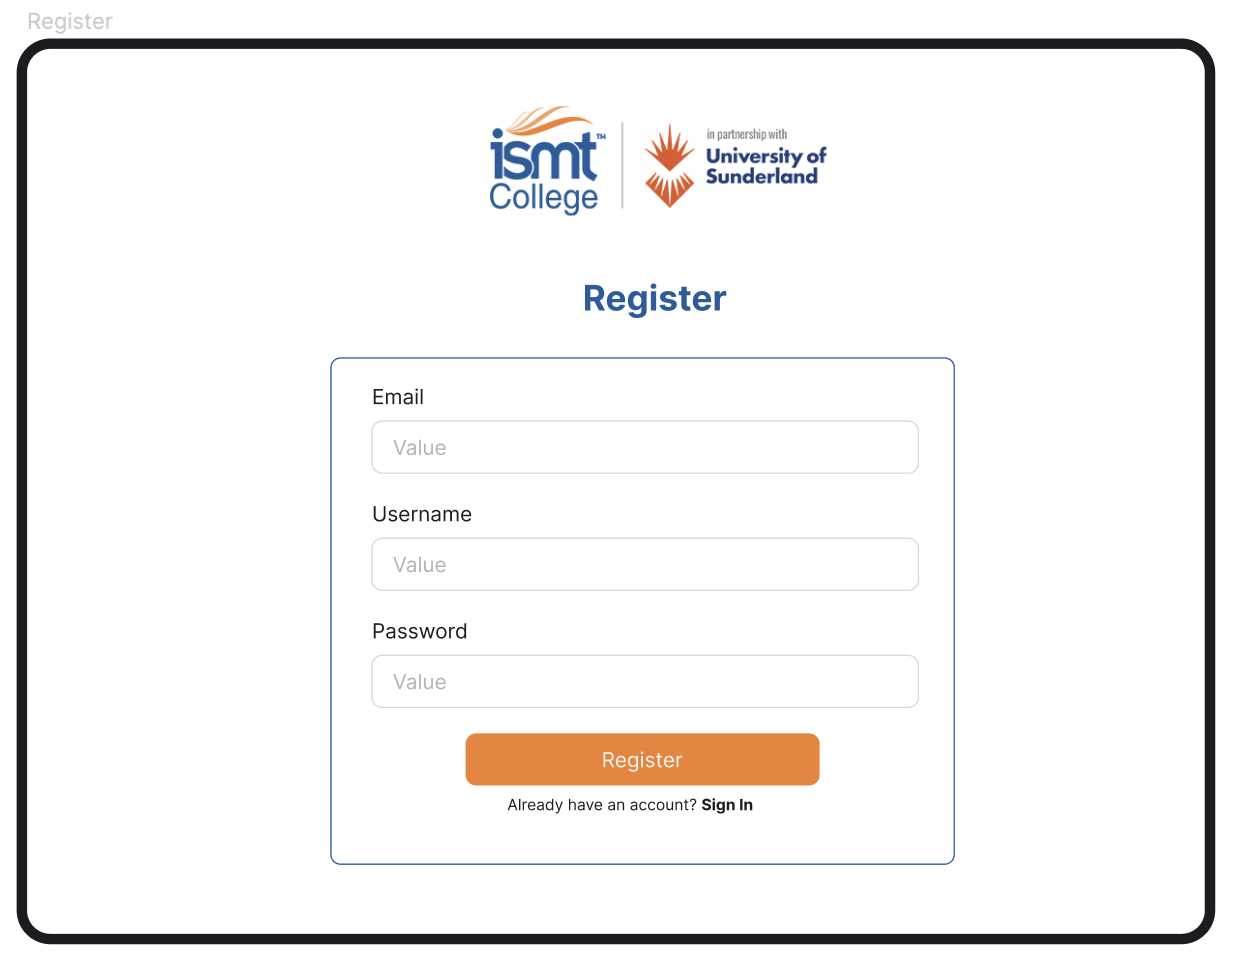 Register
ismt™
College
in partnership with
University of
Sunderland
Register
Email
Value
Username
Value
Password
Value
Register
Already have an account? Sign In